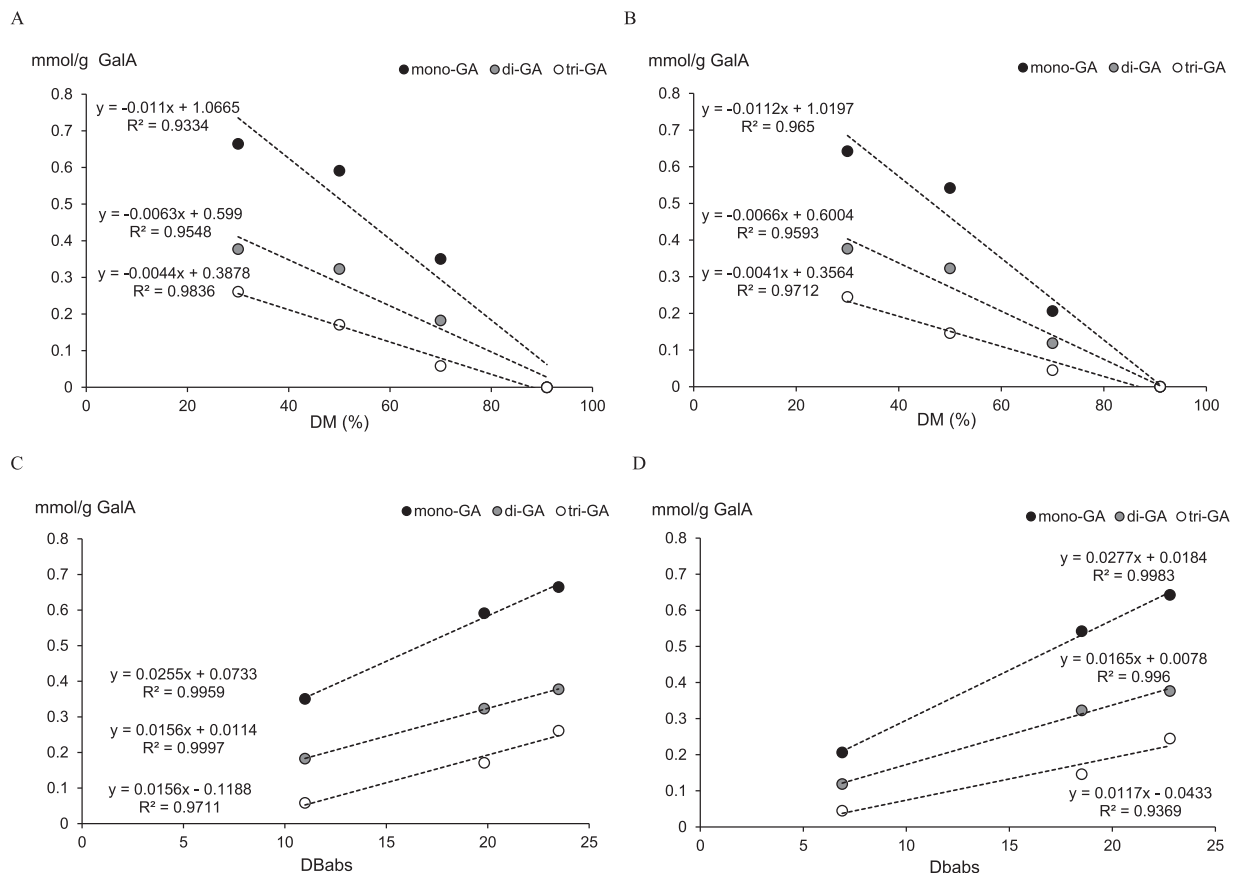 A
mmol/g GalA
mono-GA di-GA tri-GA
0.8
0.7
0.6
0.5
0.4
0.3
0.2
0.1
0
y = -0.011x + 1.0665
R² = 0.9334
y = -0.0063x + 0.599
R² = 0.9548
y = -0.0044x + 0.3878
R² = 0.9836
0 20 40 60 80 100
DM (%)
B
mmol/g GalA
mono-GA di-GA tri-GA
0.8
0.7
0.6
0.5
0.4
0.3
0.2
0.1
0
y = -0.0112x + 1.0197
R² = 0.965
y = -0.0066x + 0.6004
R² = 0.9593
y = -0.0041x + 0.3564
R² = 0.9712
0 20 40 60 80 100
DM (%)
C
mmol/g GalA
mono-GA di-GA tri-GA
0.8
0.7
0.6
0.5
0.4
0.3
0.2
0.1
0
y = 0.0255x + 0.0733
R² = 0.9959
y = 0.0156x + 0.0114
R² = 0.9997
y = 0.0156x - 0.1188
R² = 0.9711
0 5 10 15 20 25
DBabs
D
mmol/g GalA
mono-GA di-GA tri-GA
0.8
0.7
0.6
0.5
0.4
0.3
0.2
0.1
0
y = 0.0277x + 0.0184
R² = 0.9983
y = 0.0165x + 0.0078
R² = 0.996
y = 0.0117x - 0.0433
R² = 0.9369
0 5 10 15 20 25
Dbabs